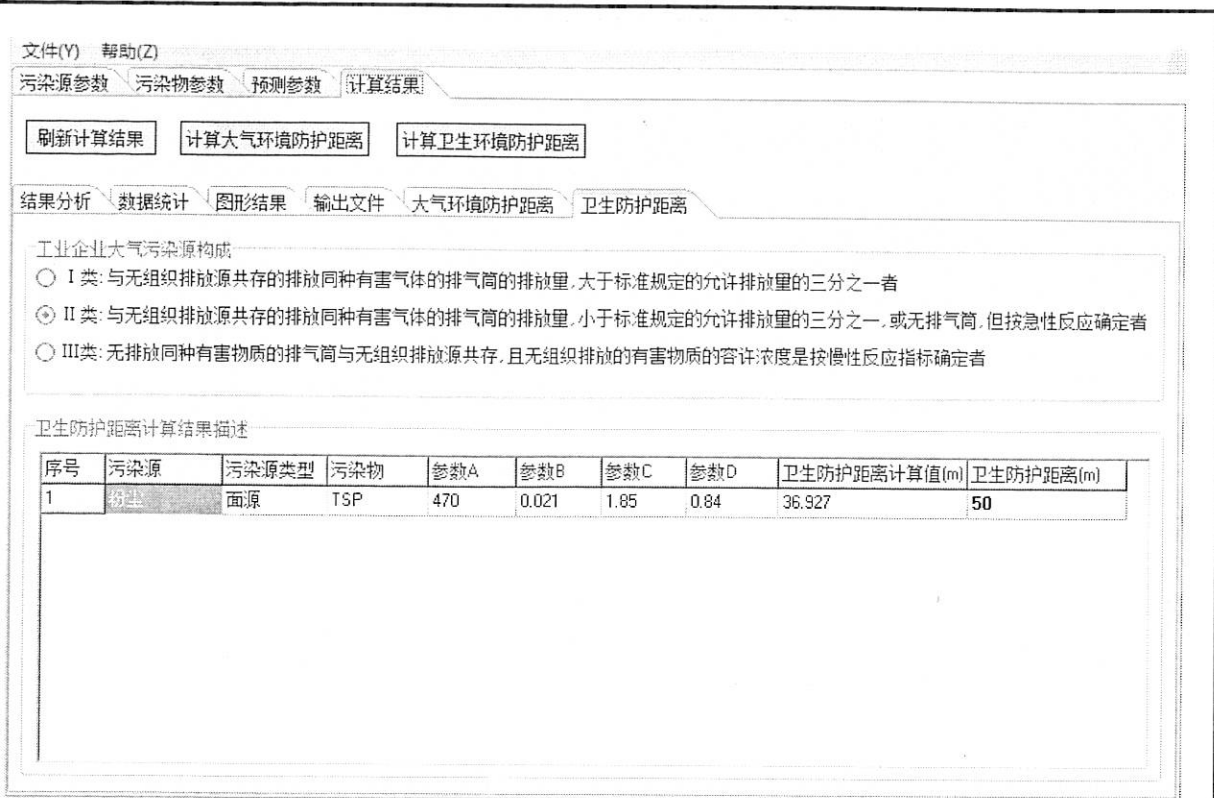 文件(Y) 帮助(Z)
污染源参数 污染物参数 预测参数 计算结果
刷新计算结果 计算大气环境防护距离 计算卫生环境防护距离
结果分析 数据统计 图形结果 输出文件 大气环境防护距离 卫生防护距离
工业企业大气污染源构成
I 类: 与无组织排放源共存的排放同种有害气体的排气筒的排放量,大于标准规定的允许排放量的三分之一者
II 类: 与无组织排放源共存的排放同种有害气体的排气筒的排放量,小于标准规定的允许排放量的三分之一,或无排气筒,但按急性反应确定者
III类: 无排放同种有害物质的排气筒与无组织排放源共存,且无组织排放的有害物质的容许浓度是按慢性反应指标确定者
卫生防护距离计算结果描述
序号 污染源 污染源类型 污染物 参数A 参数B 参数C 参数D 卫生防护距离计算值(m) 卫生防护距离(m)
1 粉尘 面源 TSP 470 0.021 1.85 0.84 36.927 50